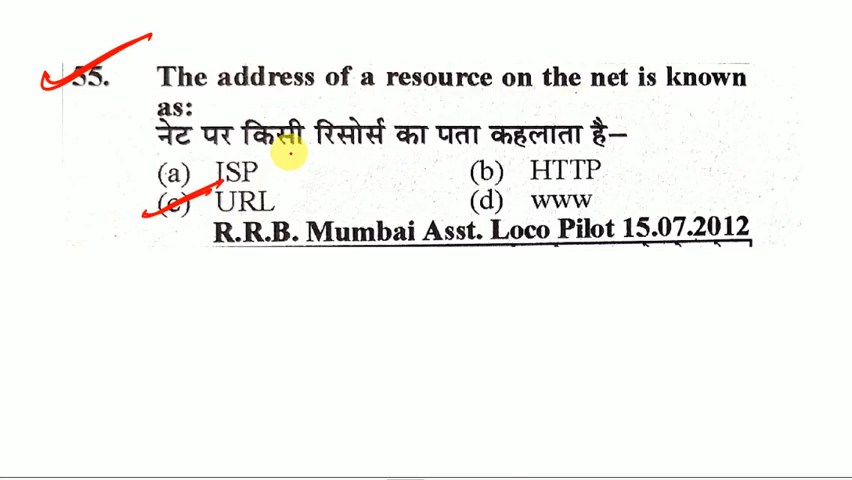 55. The address of a resource on the net is known
as:
नेट पर किसी रिसोर्स का पता कहलाता है–
(a) ISP (b) HTTP
(c) URL (d) www
R.R.B. Mumbai Asst. Loco Pilot 15.07.2012